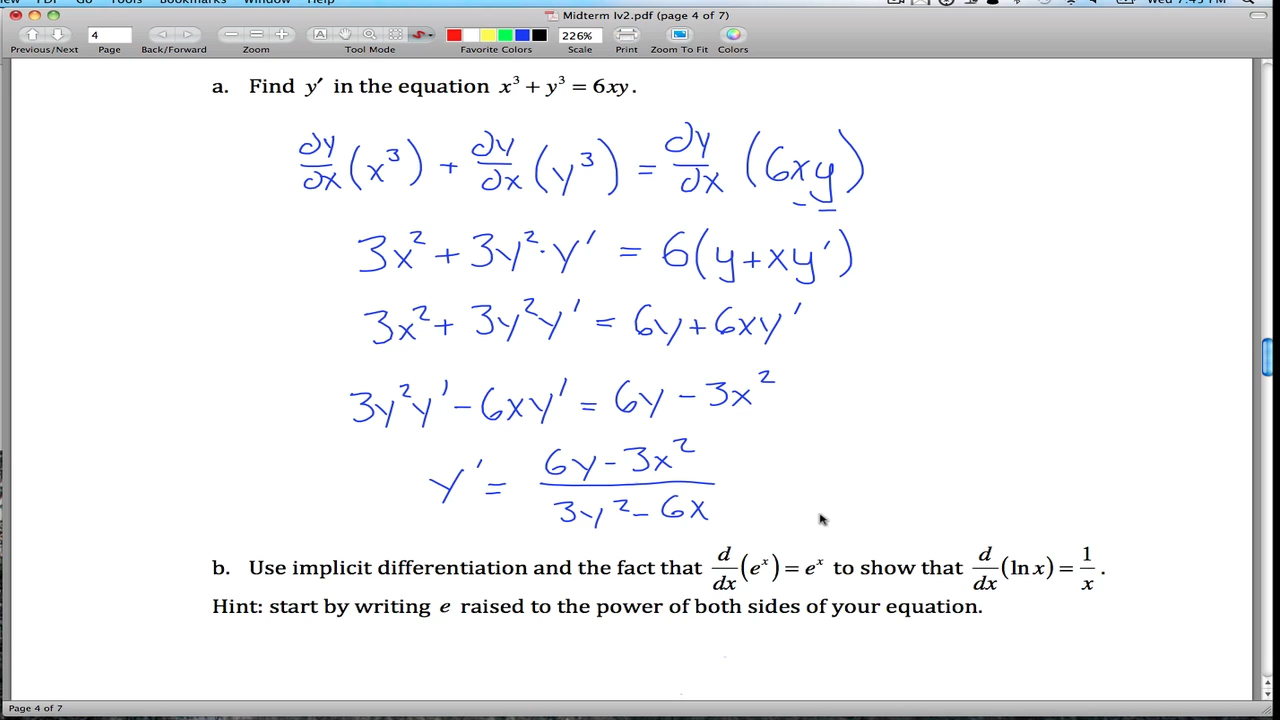 Midterm lv2.pdf (page 4 of 7)
4 226%
Previous/Next Page Back/Forward Zoom Tool Mode Favorite Colors Scale Print Zoom To Fit Colors
a. Find y′ in the equation x³ + y³ = 6xy.
∂y/∂x (x³) + ∂y/∂x (y³) = ∂y/∂x (6xy)
3x² + 3y²·y′ = 6(y+xy′)
3x² + 3y²y′ = 6y + 6xy′
3y²y′ − 6xy′ = 6y − 3x²
y′ = (6y − 3x²)/(3y² − 6x)
b. Use implicit differentiation and the fact that d/dx (eˣ) = eˣ to show that d/dx (ln x) = 1/x.
Hint: start by writing e raised to the power of both sides of your equation.
Page 4 of 7